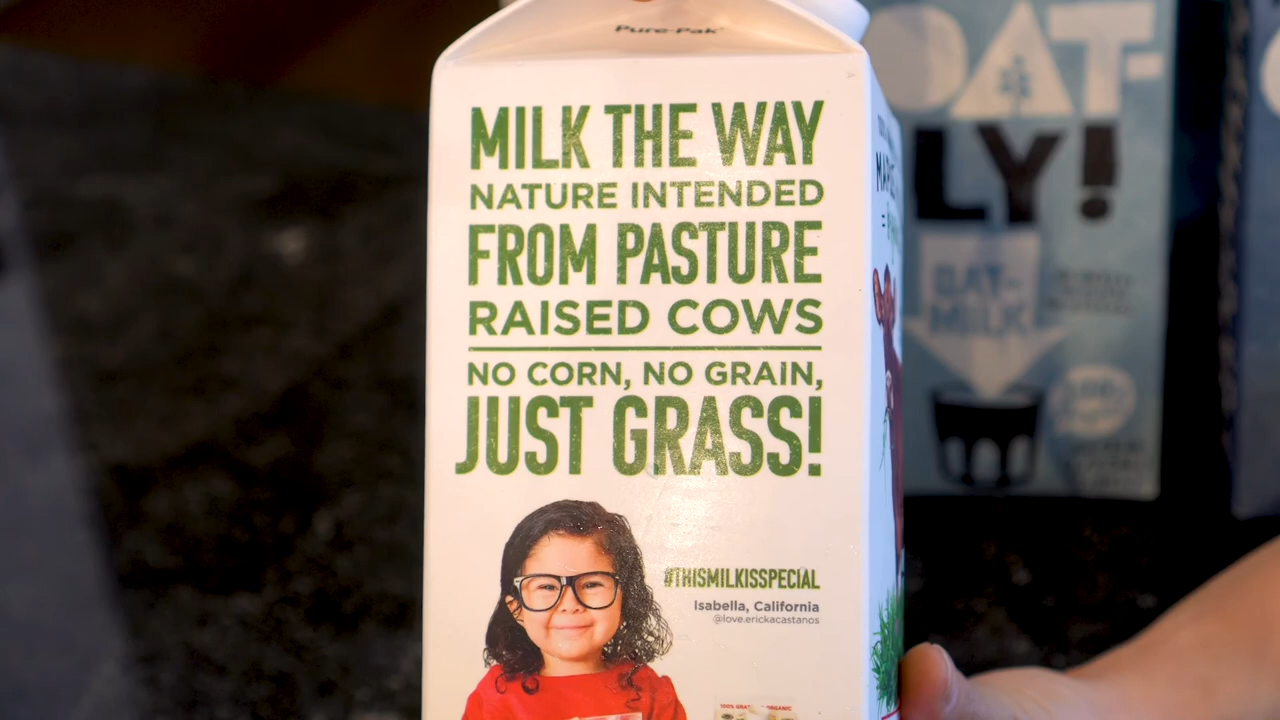 Pure-Pak®
MILK THE WAY
NATURE INTENDED
FROM PASTURE
RAISED COWS
NO CORN, NO GRAIN,
JUST GRASS!
#THISMILKISSPECIAL
Isabella, California
@love.erickacastanos
OAT-
LY!
OAT-
MILK